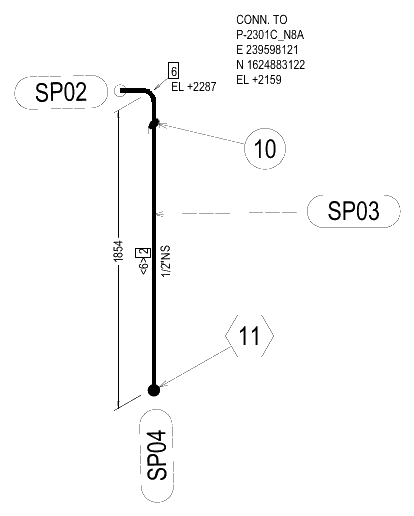 CONN. TO
P-2301C_N8A
E 239598121
N 1624883122
EL +2159
6
EL +2287
SP02
10
SP03
1854
<6> 2
1/2"NS
11
SP04